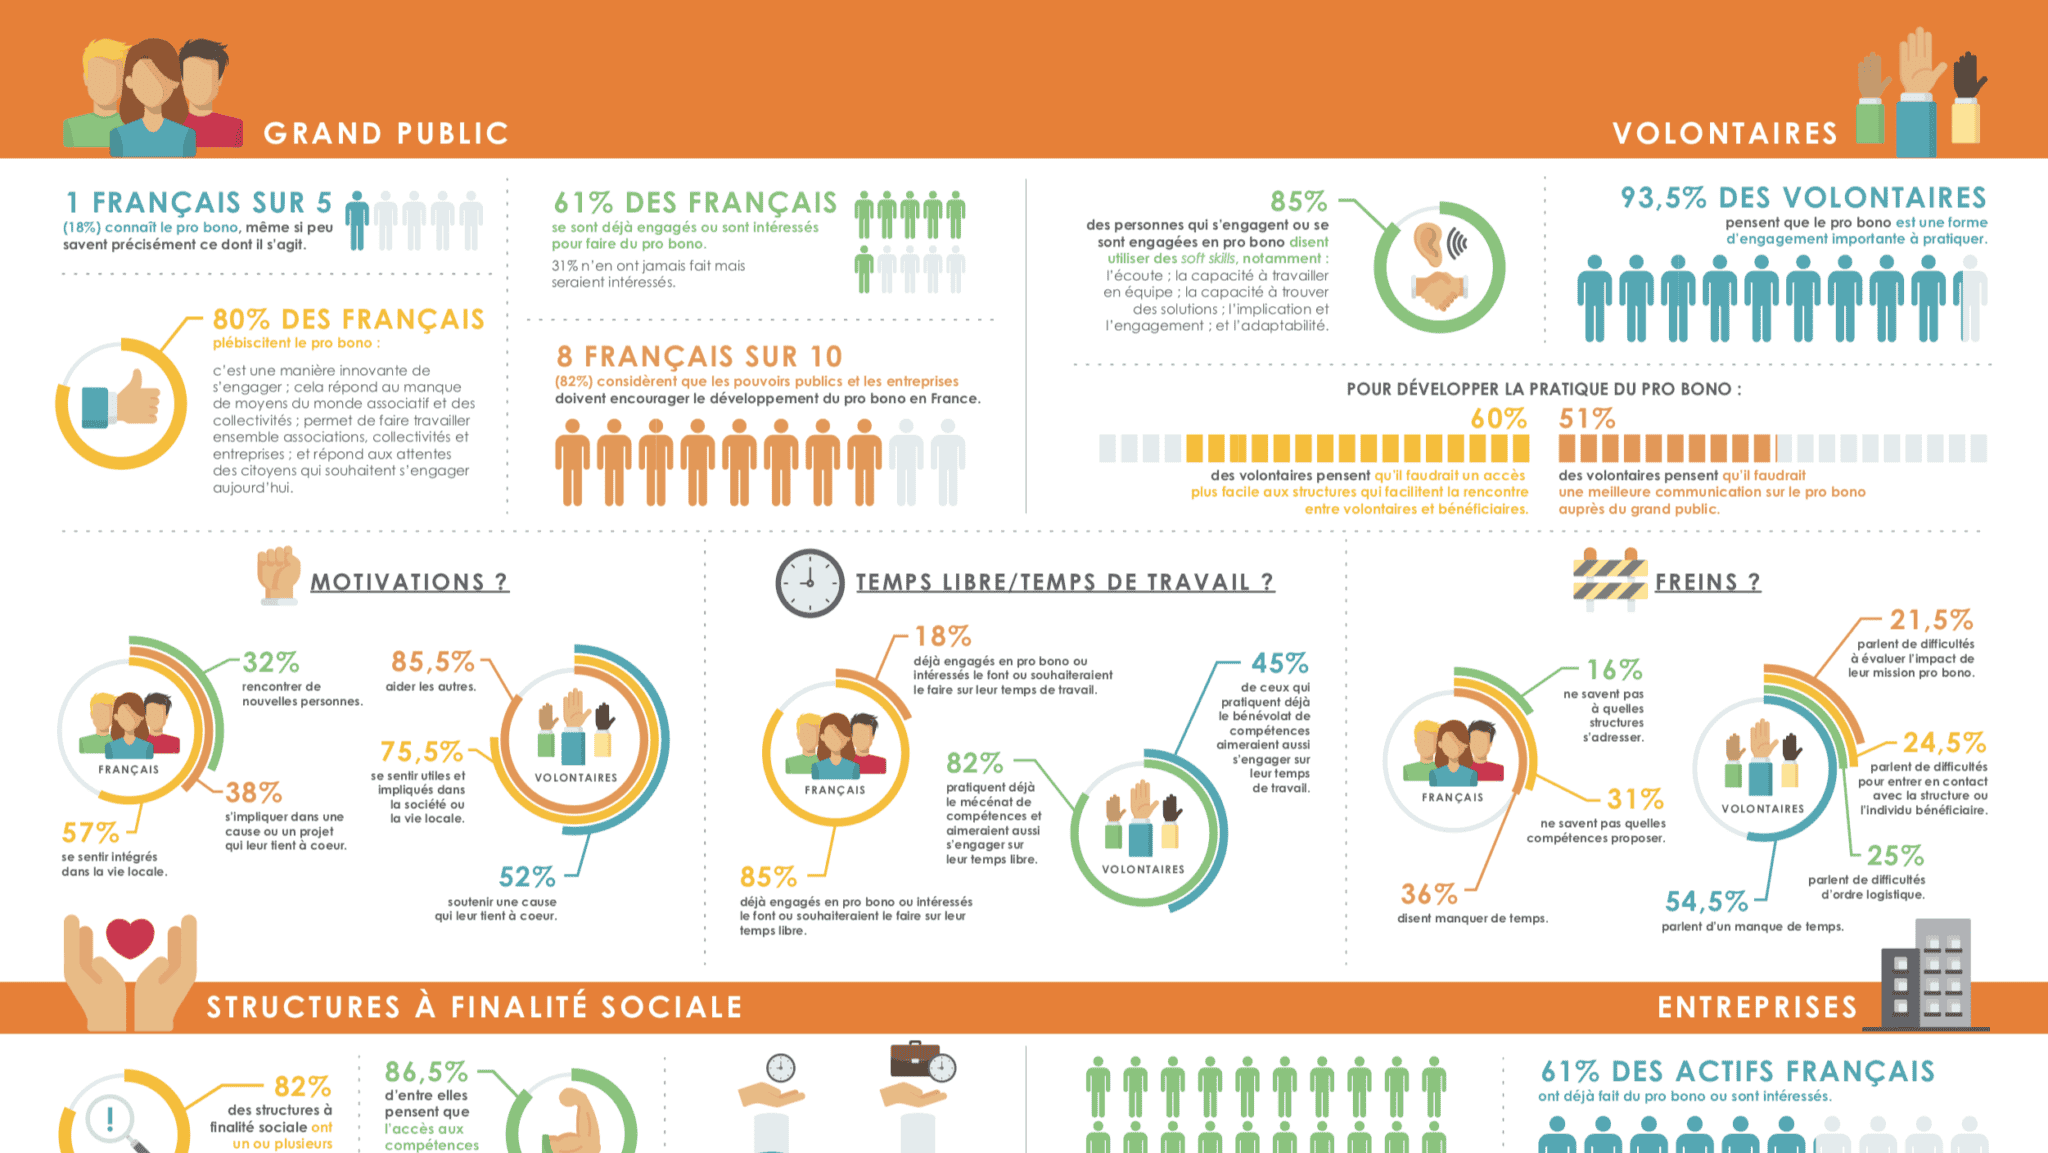 GRAND PUBLIC
VOLONTAIRES
1 FRANÇAIS SUR 5
(18%) connaît le pro bono, même si peu
savent précisément ce dont il s'agit.
80% DES FRANÇAIS
plébiscitent le pro bono :
c'est une manière innovante de
s'engager ; cela répond au manque
de moyens du monde associatif et des
collectivités ; permet de faire travailler
ensemble associations, collectivités et
entreprises ; et répond aux attentes
des citoyens qui souhaitent s'engager
aujourd'hui.
61% DES FRANÇAIS
se sont déjà engagés ou sont intéressés
pour faire du pro bono.
31% n'en ont jamais fait mais
seraient intéressés.
8 FRANÇAIS SUR 10
(82%) considèrent que les pouvoirs publics et les entreprises
doivent encourager le développement du pro bono en France.
85%
des personnes qui s'engagent ou se
sont engagées en pro bono disent
utiliser des soft skills, notamment :
l'écoute ; la capacité à travailler
en équipe ; la capacité à trouver
des solutions ; l'implication et
l'engagement ; et l'adaptabilité.
93,5% DES VOLONTAIRES
pensent que le pro bono est une forme
d'engagement importante à pratiquer.
POUR DÉVELOPPER LA PRATIQUE DU PRO BONO :
60%
des volontaires pensent qu'il faudrait un accès
plus facile aux structures qui facilitent la rencontre
entre volontaires et bénéficiaires.
51%
des volontaires pensent qu'il faudrait
une meilleure communication sur le pro bono
auprès du grand public.
MOTIVATIONS ?
32%
rencontrer de
nouvelles personnes.
FRANÇAIS
38%
s'impliquer dans une
cause ou un projet
qui leur tient à coeur.
57%
se sentir intégrés
dans la vie locale.
85,5%
aider les autres.
75,5%
se sentir utiles et
impliqués dans
la société ou
la vie locale.
VOLONTAIRES
52%
soutenir une cause
qui leur tient à coeur.
TEMPS LIBRE/TEMPS DE TRAVAIL ?
18%
déjà engagés en pro bono ou
intéressés le font ou souhaiteraient
le faire sur leur temps de travail.
FRANÇAIS
85%
déjà engagés en pro bono ou intéressés
le font ou souhaiteraient le faire sur leur
temps libre.
82%
pratiquent déjà
le mécénat de
compétences et
aimeraient aussi
s'engager sur
leur temps libre.
45%
de ceux qui
pratiquent déjà
le bénévolat de
compétences
aimeraient aussi
s'engager sur
leur temps
de travail.
VOLONTAIRES
FREINS ?
16%
ne savent pas
à quelles
structures
s'adresser.
FRANÇAIS
31%
ne savent pas quelles
compétences proposer.
36%
disent manquer de temps.
21,5%
parlent de difficultés
à évaluer l'impact de
leur mission pro bono.
24,5%
parlent de difficultés
pour entrer en contact
avec la structure ou
l'individu bénéficiaire.
VOLONTAIRES
25%
parlent de difficultés
d'ordre logistique.
54,5%
parlent d'un manque de temps.
STRUCTURES À FINALITÉ SOCIALE
ENTREPRISES
82%
des structures à
finalité sociale ont
un ou plusieurs
86,5%
d'entre elles
pensent que
l'accès aux
compétences
61% DES ACTIFS FRANÇAIS
ont déjà fait du pro bono ou sont intéressés.